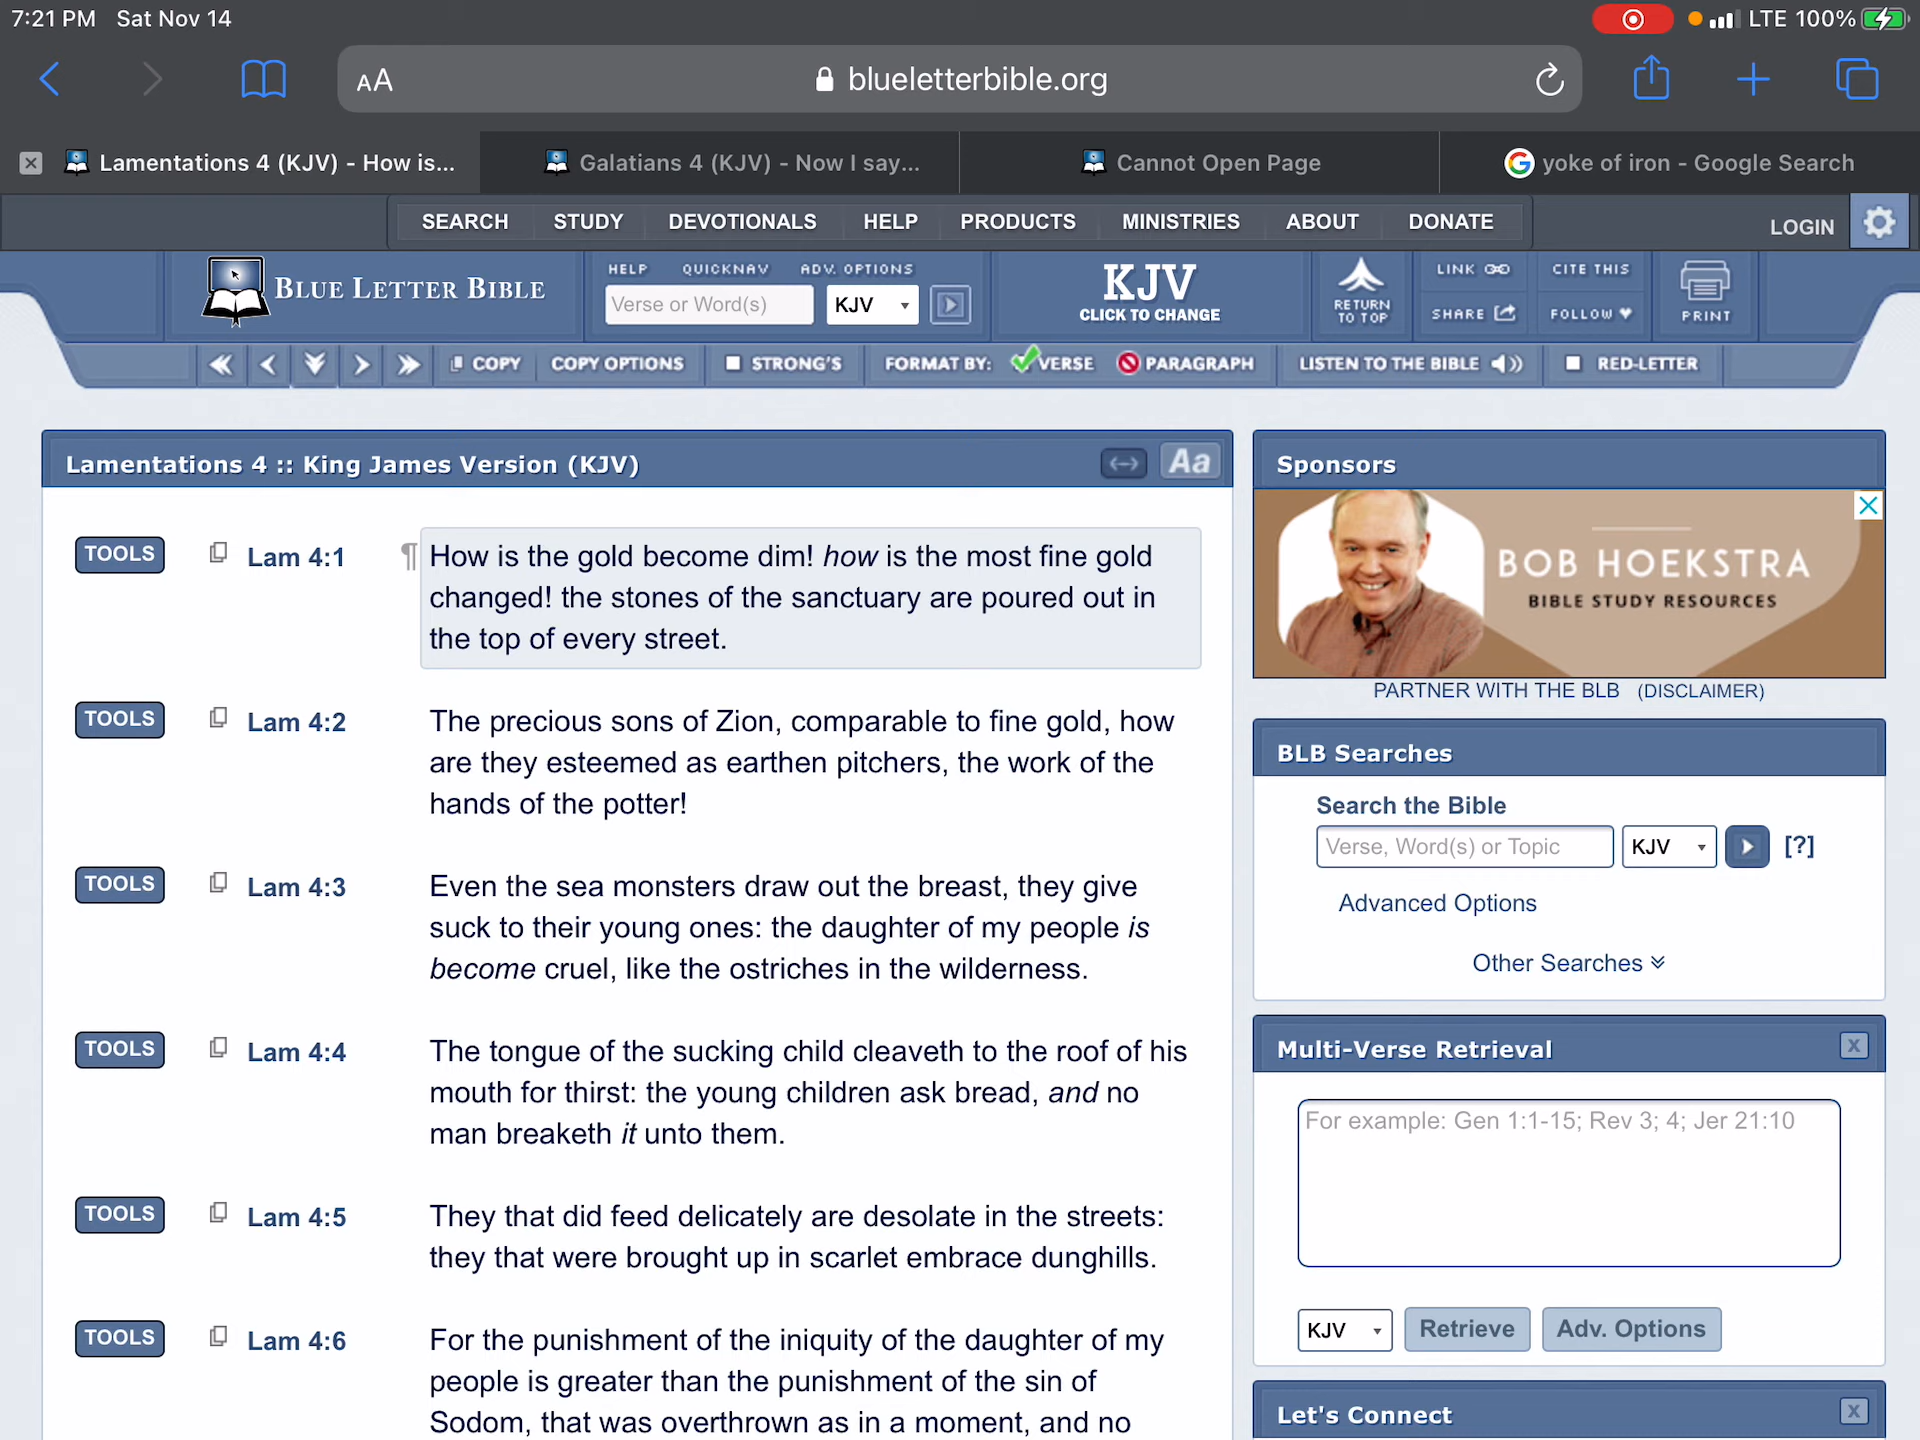 7:21 PM Sat Nov 14
LTE 100%
AA
blueletterbible.org
Lamentations 4 (KJV) - How is...
Galatians 4 (KJV) - Now I say...
Cannot Open Page
yoke of iron - Google Search
SEARCH STUDY DEVOTIONALS HELP PRODUCTS MINISTRIES ABOUT DONATE
LOGIN
BLUE LETTER BIBLE
HELP QUICKNAV ADV. OPTIONS
Verse or Word(s)
KJV
KJV
CLICK TO CHANGE
RETURN
TO TOP
LINK
CITE THIS
SHARE
FOLLOW
PRINT
COPY
COPY OPTIONS
STRONG'S
FORMAT BY: VERSE PARAGRAPH
LISTEN TO THE BIBLE
RED-LETTER
Lamentations 4 :: King James Version (KJV)
Aa
TOOLS Lam 4:1 ¶ How is the gold become dim! how is the most fine gold
changed! the stones of the sanctuary are poured out in
the top of every street.
TOOLS Lam 4:2 The precious sons of Zion, comparable to fine gold, how
are they esteemed as earthen pitchers, the work of the
hands of the potter!
TOOLS Lam 4:3 Even the sea monsters draw out the breast, they give
suck to their young ones: the daughter of my people is
become cruel, like the ostriches in the wilderness.
TOOLS Lam 4:4 The tongue of the sucking child cleaveth to the roof of his
mouth for thirst: the young children ask bread, and no
man breaketh it unto them.
TOOLS Lam 4:5 They that did feed delicately are desolate in the streets:
they that were brought up in scarlet embrace dunghills.
TOOLS Lam 4:6 For the punishment of the iniquity of the daughter of my
people is greater than the punishment of the sin of
Sodom, that was overthrown as in a moment, and no
Sponsors
BOB HOEKSTRA
BIBLE STUDY RESOURCES
PARTNER WITH THE BLB (DISCLAIMER)
BLB Searches
Search the Bible
Verse, Word(s) or Topic
KJV
[?]
Advanced Options
Other Searches
Multi-Verse Retrieval
X
For example: Gen 1:1-15; Rev 3; 4; Jer 21:10
KJV
Retrieve
Adv. Options
Let's Connect
X